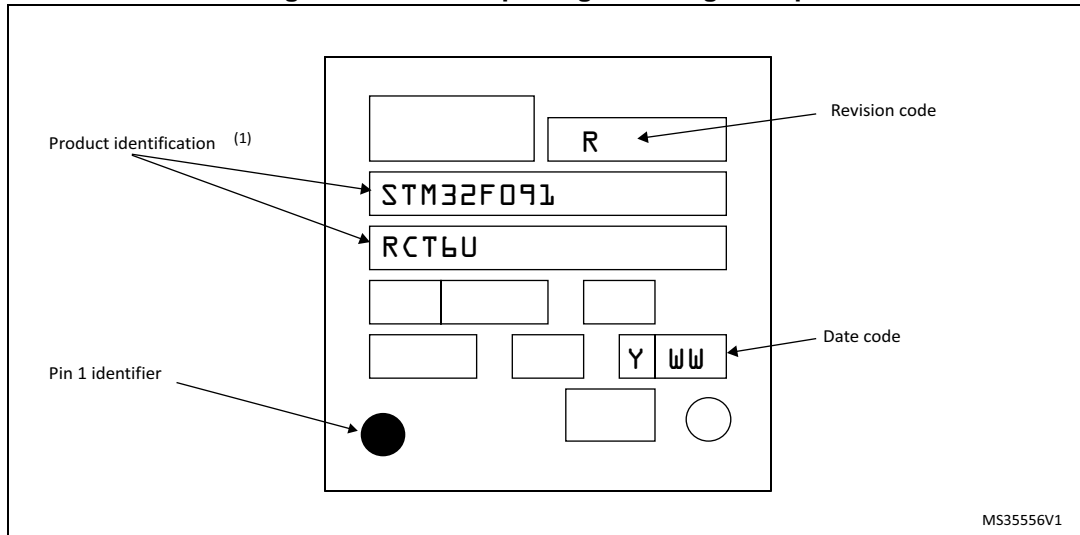 Revision code
R
Product identification (1)
STM32F091
RCT6U
Y WW
Date code
Pin 1 identifier
MS35556V1